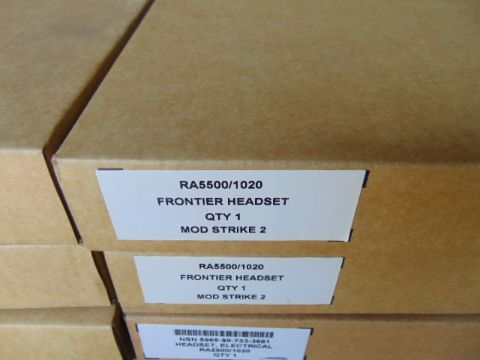 RA5500/1020
FRONTIER HEADSET
QTY 1
MOD STRIKE 2
RA5500/1020
FRONTIER HEADSET
QTY 1
MOD STRIKE 2
NSN 5965-99-733-3661
HEADSET, ELECTRICAL
RA5500/1020
QTY 1